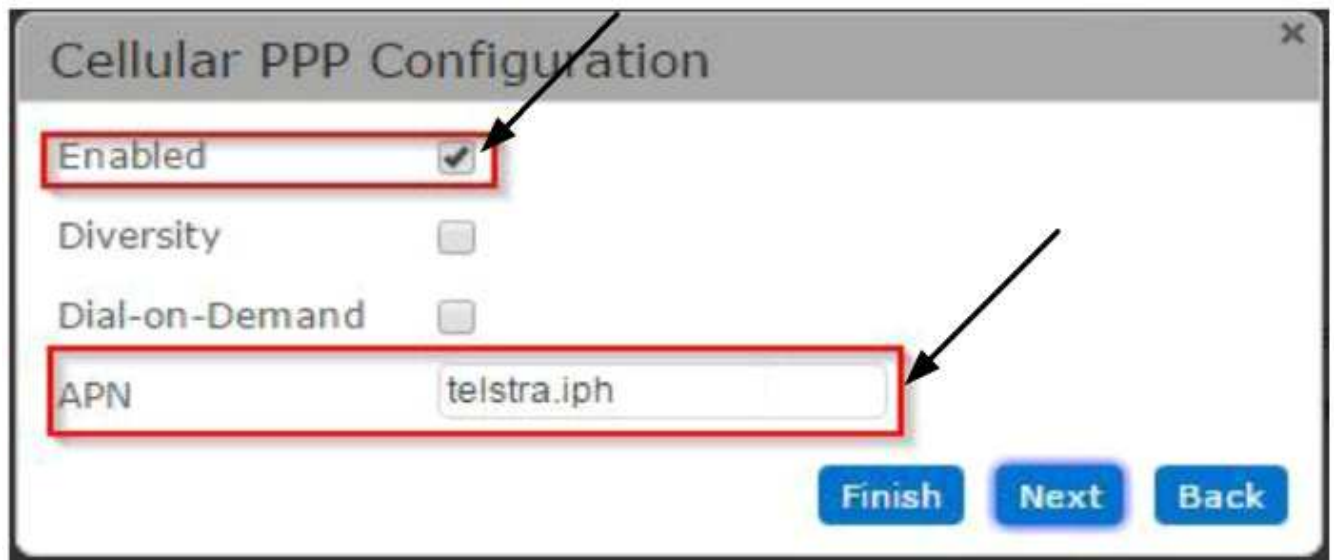 Cellular PPP Configuration
Enabled
Diversity
Dial-on-Demand
APN telstra.iph
Finish Next Back